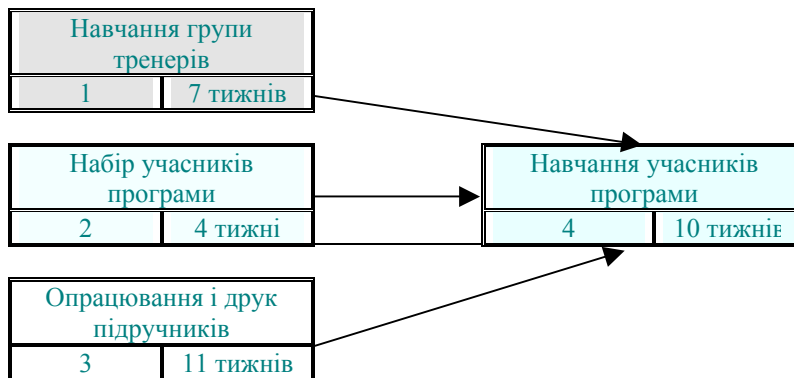 Навчання групи
тренерів
1 7 тижнів
Набір учасників
програми
2 4 тижні
Навчання учасників
програми
4 10 тижнів
Опрацювання і друк
підручників
3 11 тижнів